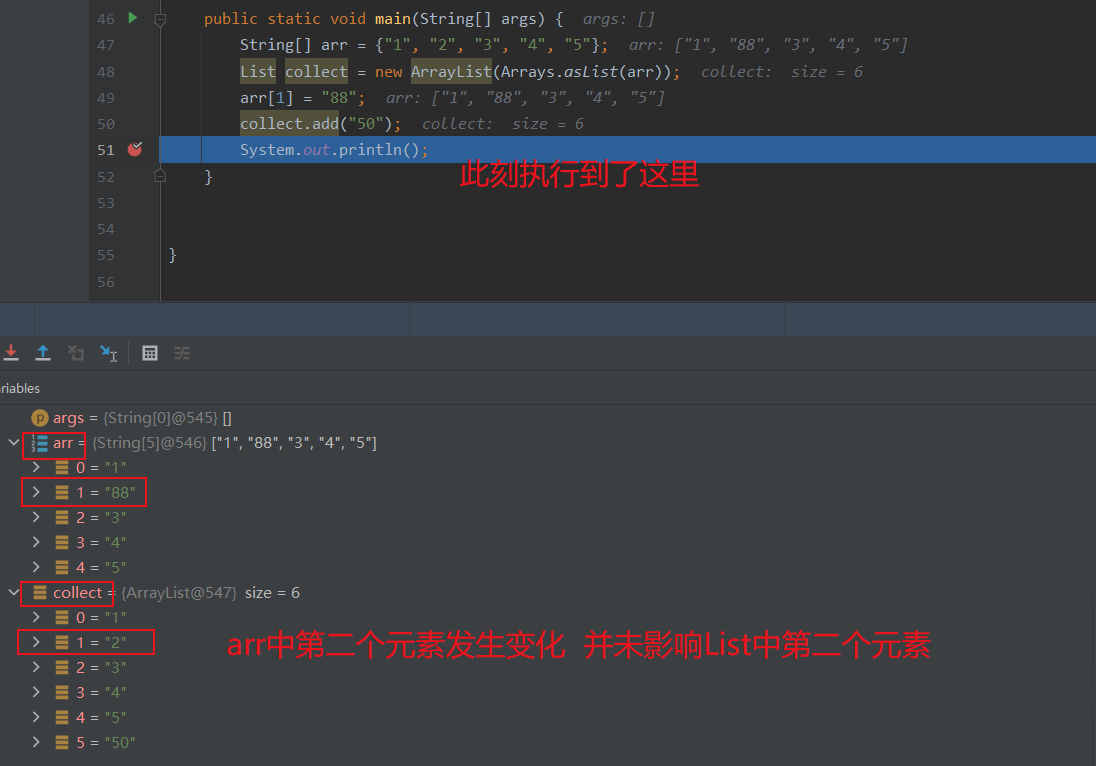 46 public static void main(String[] args) { args: []
47 String[] arr = {"1", "2", "3", "4", "5"}; arr: ["1", "88", "3", "4", "5"]
48 List collect = new ArrayList(Arrays.asList(arr)); collect: size = 6
49 arr[1] = "88"; arr: ["1", "88", "3", "4", "5"]
50 collect.add("50"); collect: size = 6
51 System.out.println();
此刻执行到了这里
52 }
53
54
55 }
56
riables
p args = {String[0]@545} []
arr = {String[5]@546} ["1", "88", "3", "4", "5"]
0 = "1"
1 = "88"
2 = "3"
3 = "4"
4 = "5"
collect = {ArrayList@547} size = 6
0 = "1"
1 = "2"
arr中第二个元素发生变化 并未影响List中第二个元素
2 = "3"
3 = "4"
4 = "5"
5 = "50"